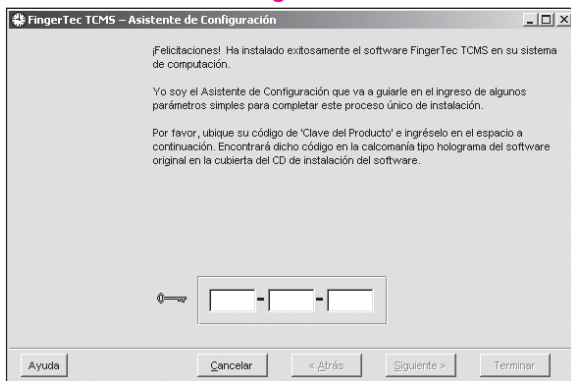 FingerTec TCMS – Asistente de Configuración
¡Felicitaciones! Ha instalado exitosamente el software FingerTec TCMS en su sistema
de computación.
Yo soy el Asistente de Configuración que va a guiarle en el ingreso de algunos
parámetros simples para completar este proceso único de instalación.
Por favor, ubique su código de 'Clave del Producto' e ingréselo en el espacio a
continuación. Encontrará dicho código en la calcomanía tipo holograma del software
original en la cubierta del CD de instalación del software.
- -
Ayuda Cancelar < Atrás Siguiente > Terminar